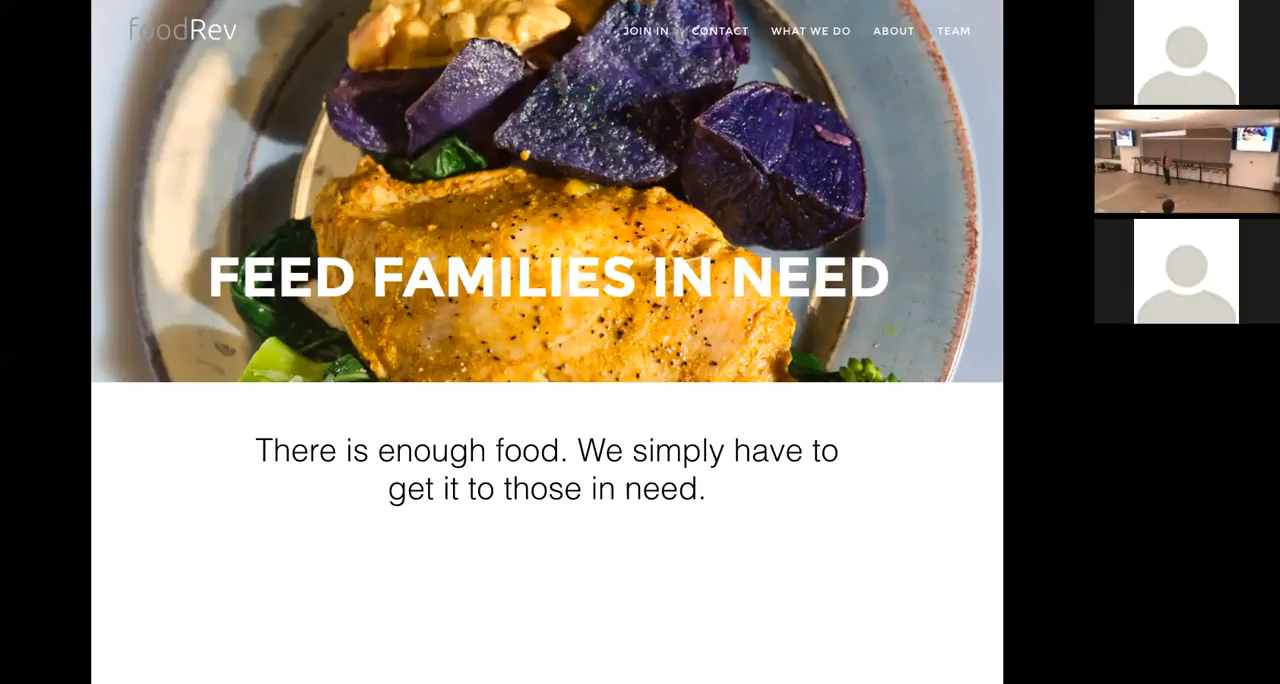 foodRev
JOIN IN CONTACT WHAT WE DO ABOUT TEAM
FEED FAMILIES IN NEED
There is enough food. We simply have to
get it to those in need.